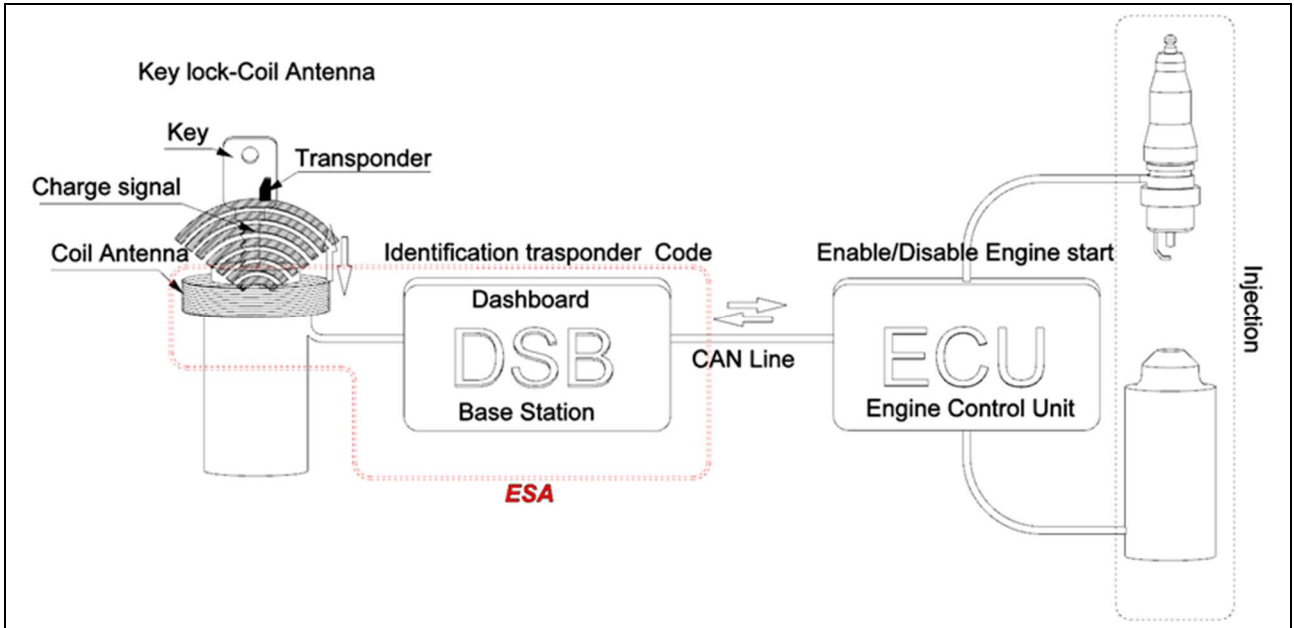 Key lock-Coil Antenna
Key
Transponder
Charge signal
Coil Antenna
Identification trasponder Code
Enable/Disable Engine start
Dashboard
DSB
Base Station
CAN Line
ECU
Engine Control Unit
Injection
ESA